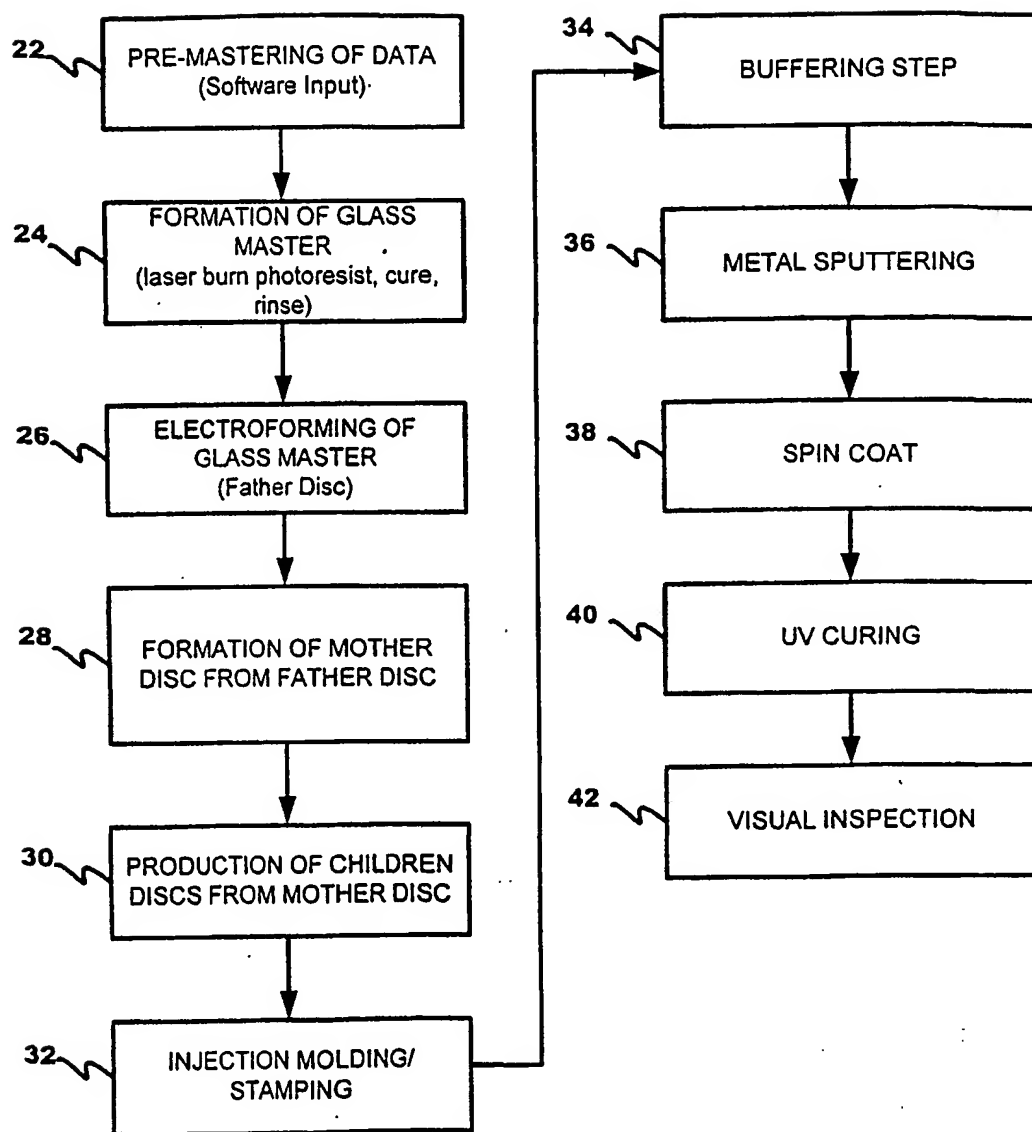 22
PRE-MASTERING OF DATA
(Software Input)
24
FORMATION OF GLASS
MASTER
(laser burn photoresist, cure,
rinse)
26
ELECTROFORMING OF
GLASS MASTER
(Father Disc)
28
FORMATION OF MOTHER
DISC FROM FATHER DISC
30
PRODUCTION OF CHILDREN
DISCS FROM MOTHER DISC
32
INJECTION MOLDING/
STAMPING
34
BUFFERING STEP
36
METAL SPUTTERING
38
SPIN COAT
40
UV CURING
42
VISUAL INSPECTION